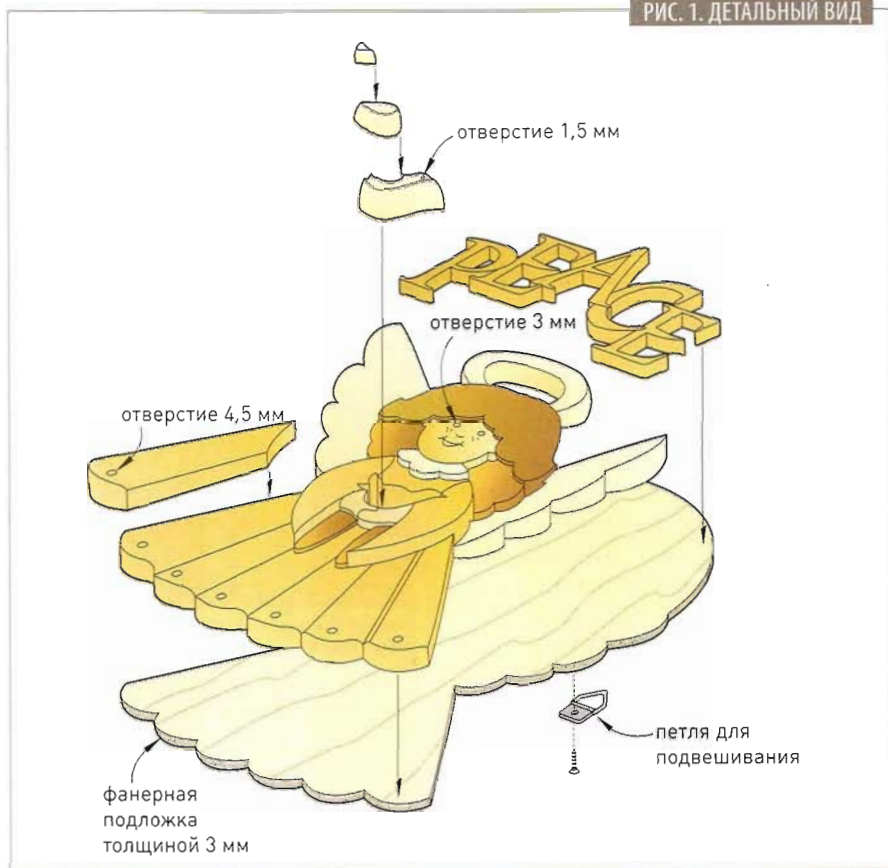 РИС. 1. ДЕТАЛЬНЫЙ ВИД
отверстие 1,5 мм
PEACE
отверстие 3 мм
отверстие 4,5 мм
петля для
подвешивания
фанерная
подложка
толщиной 3 мм